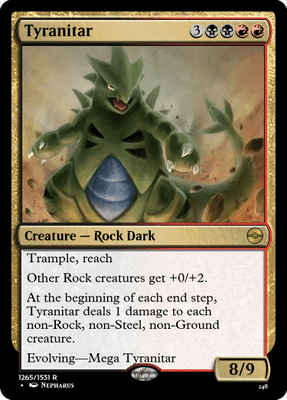 Tyranitar 3
Creature — Rock Dark
Trample, reach
Other Rock creatures get +0/+2.
At the beginning of each end step,
Tyranitar deals 1 damage to each
non-Rock, non-Steel, non-Ground
creature.
Evolving—Mega Tyranitar
8/9
1265/1531 R
• Nepharus
248